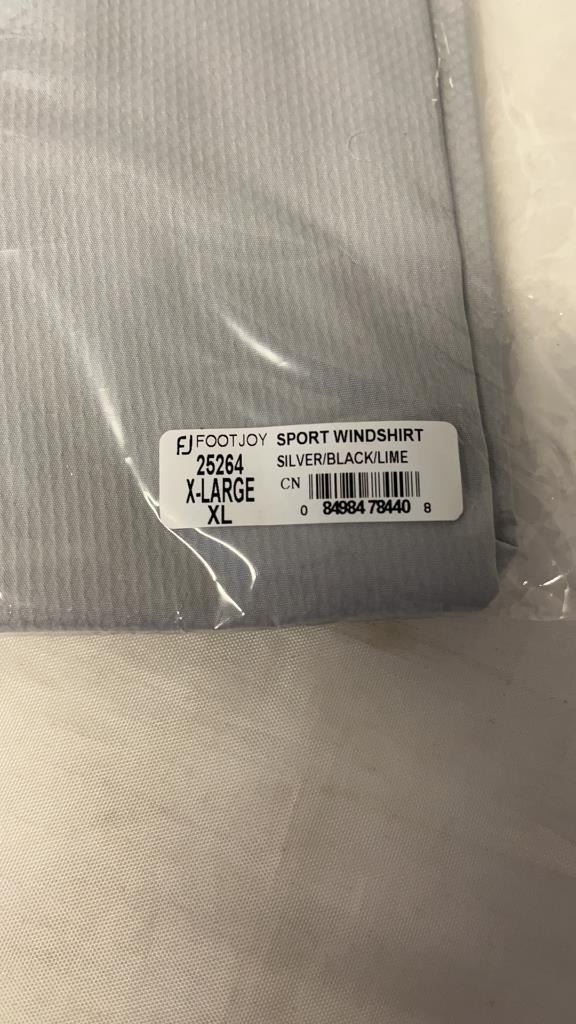 FJ FOOTJOY SPORT WINDSHIRT
25264 SILVER/BLACK/LIME
X-LARGE CN
XL 0 84984 78440 8